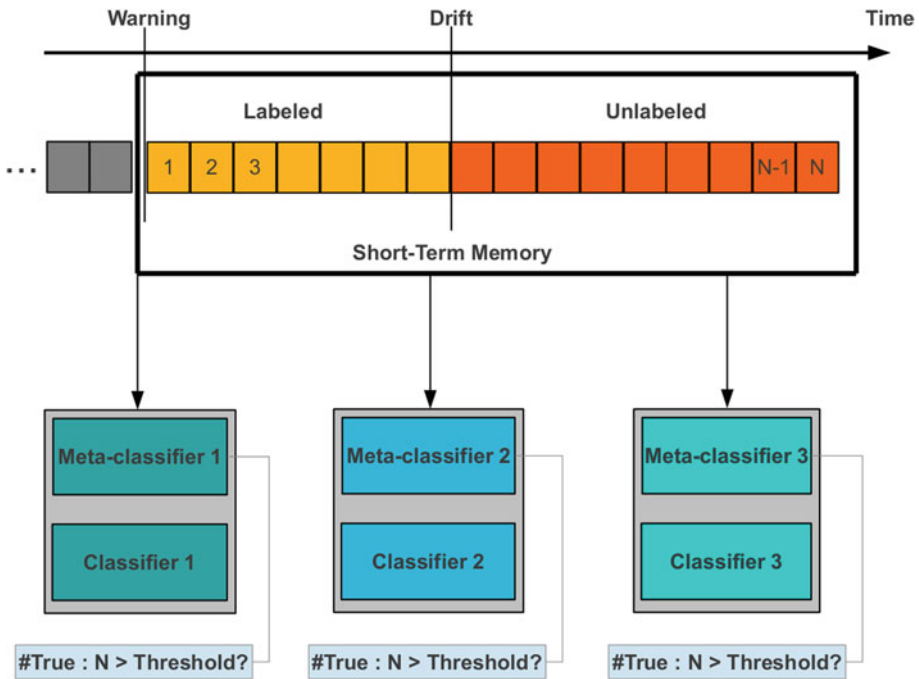 Warning Drift Time
Labeled Unlabeled
... 1 2 3 N-1 N
Short-Term Memory
Meta-classifier 1 Meta-classifier 2 Meta-classifier 3
Classifier 1 Classifier 2 Classifier 3
#True : N > Threshold? #True : N > Threshold? #True : N > Threshold?